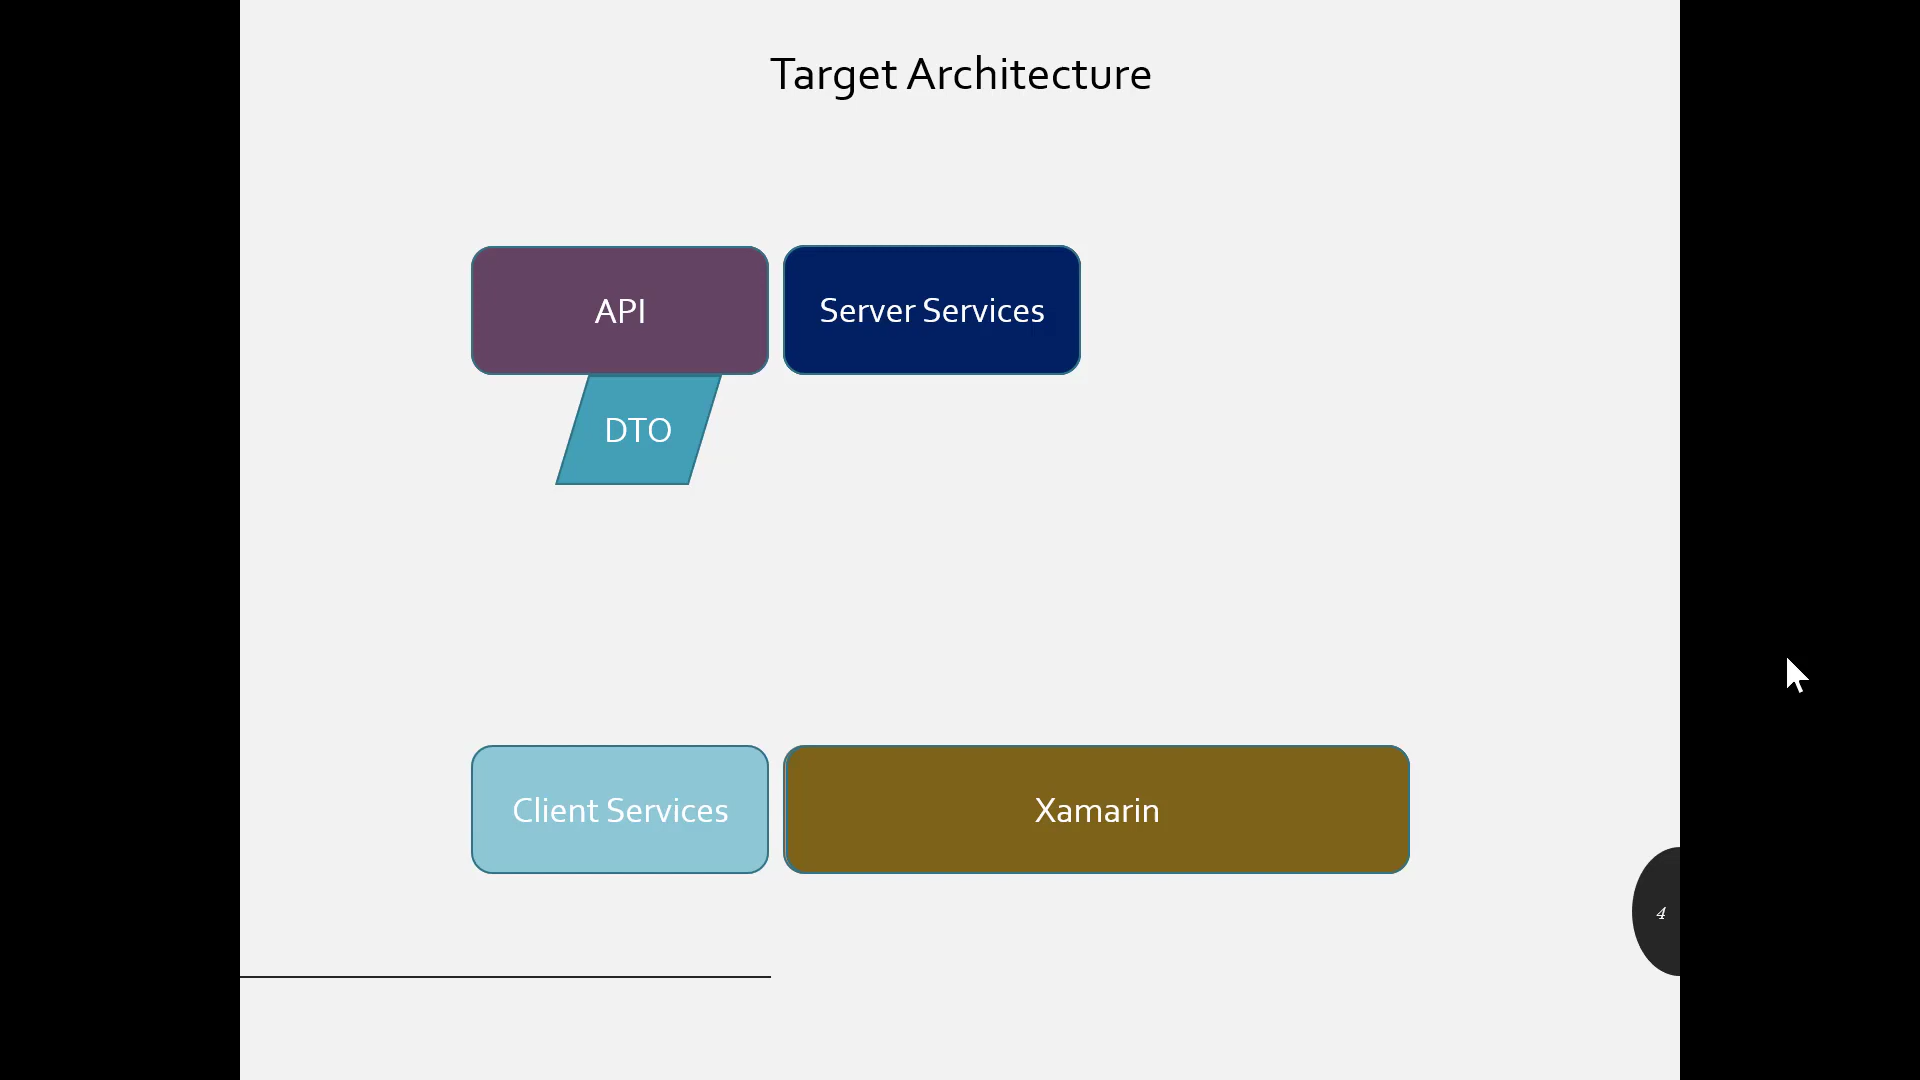 Target Architecture
API
Server Services
DTO
Client Services
Xamarin
4